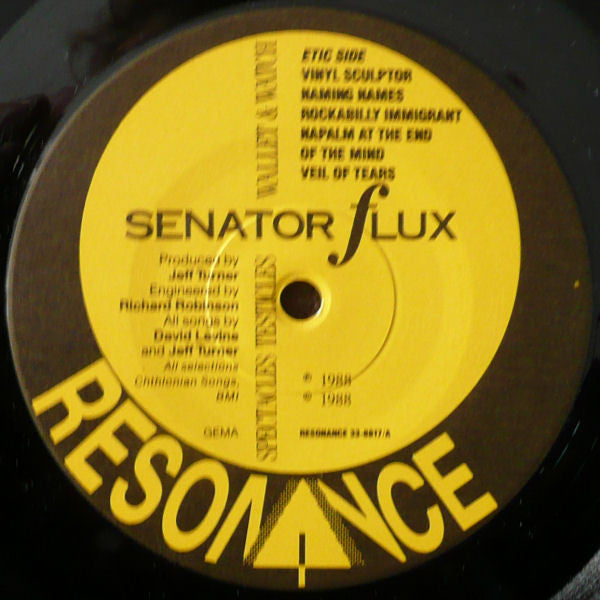 ETIC SIDE
VINYL SCULPTOR
NAMING NAMES
ROCKABILLY IMMIGRANT
NAPALM AT THE END
OF THE MIND
VEIL OF TEARS
SPECTACLES TESTICLES WALLET & WATCH
SENATOR FLUX
Produced by
Jeff Turner
Engineered by
Richard Robinson
All songs by
David Levine
and Jeff Turner
All selections
Chthionian Songs,
BMI
℗ 1988
© 1988
GEMA
RESONANCE 33-8817/A
RESONANCE